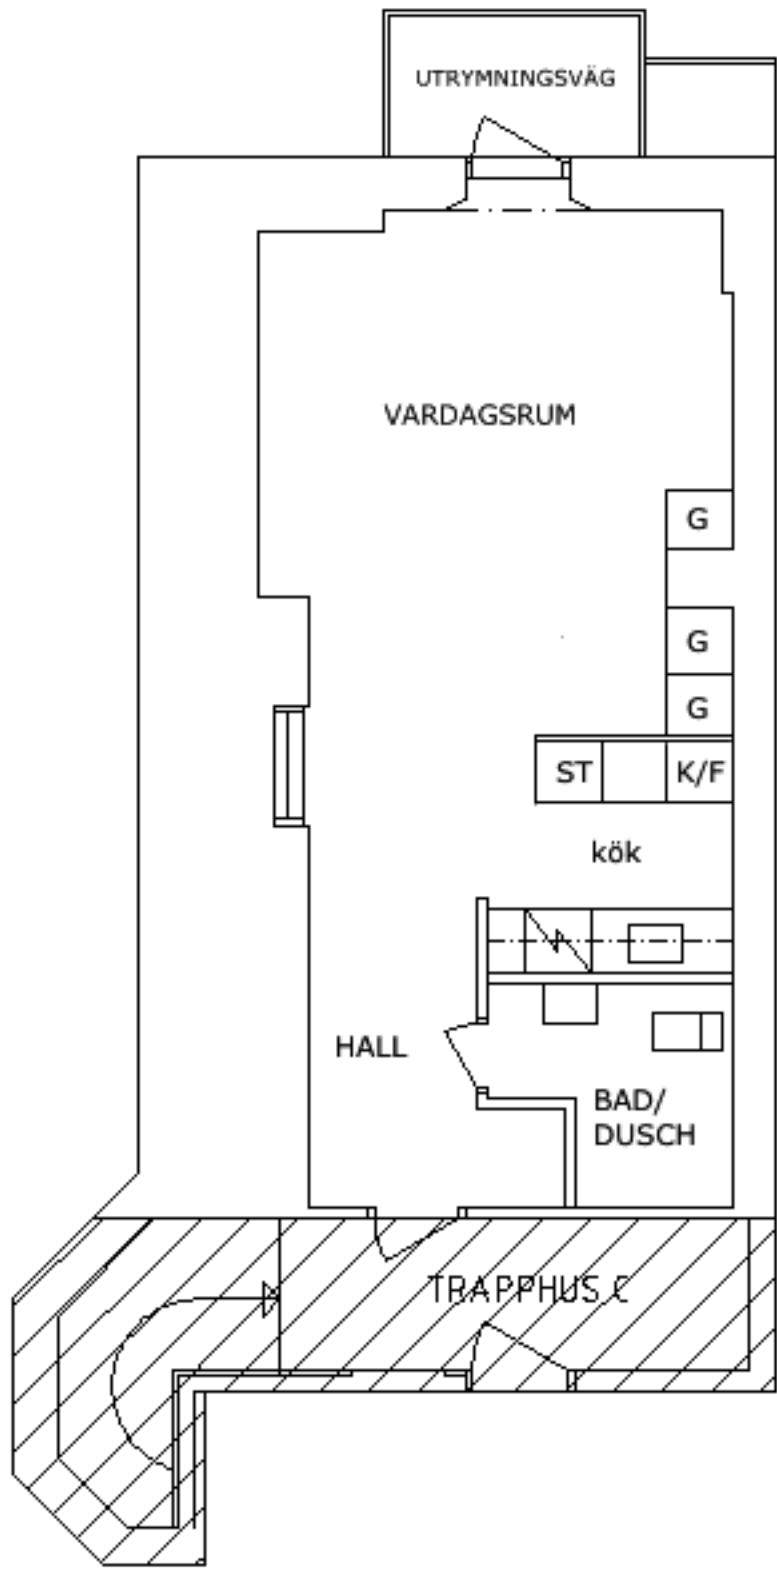 UTRYMNINGSVÄG
VARDAGSRUM
G
G
G
ST
K/F
kök
HALL
BAD/
DUSCH
TRAPPHUS C